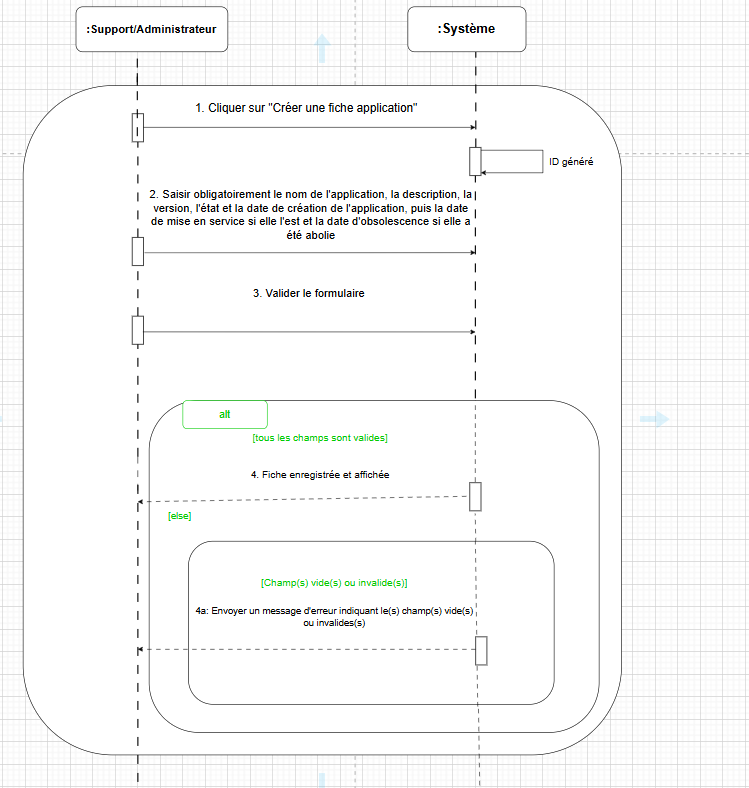 :Support/Administrateur
:Système
1. Cliquer sur "Créer une fiche application"
ID généré
2. Saisir obligatoirement le nom de l'application, la description, la
version, l'état et la date de création de l'application, puis la date
de mise en service si elle l'est et la date d'obsolescence si elle a
été abolie
3. Valider le formulaire
alt
[tous les champs sont valides]
4. Fiche enregistrée et affichée
[else]
[Champ(s) vide(s) ou invalide(s)]
4a: Envoyer un message d'erreur indiquant le(s) champ(s) vide(s)
ou invalides(s)